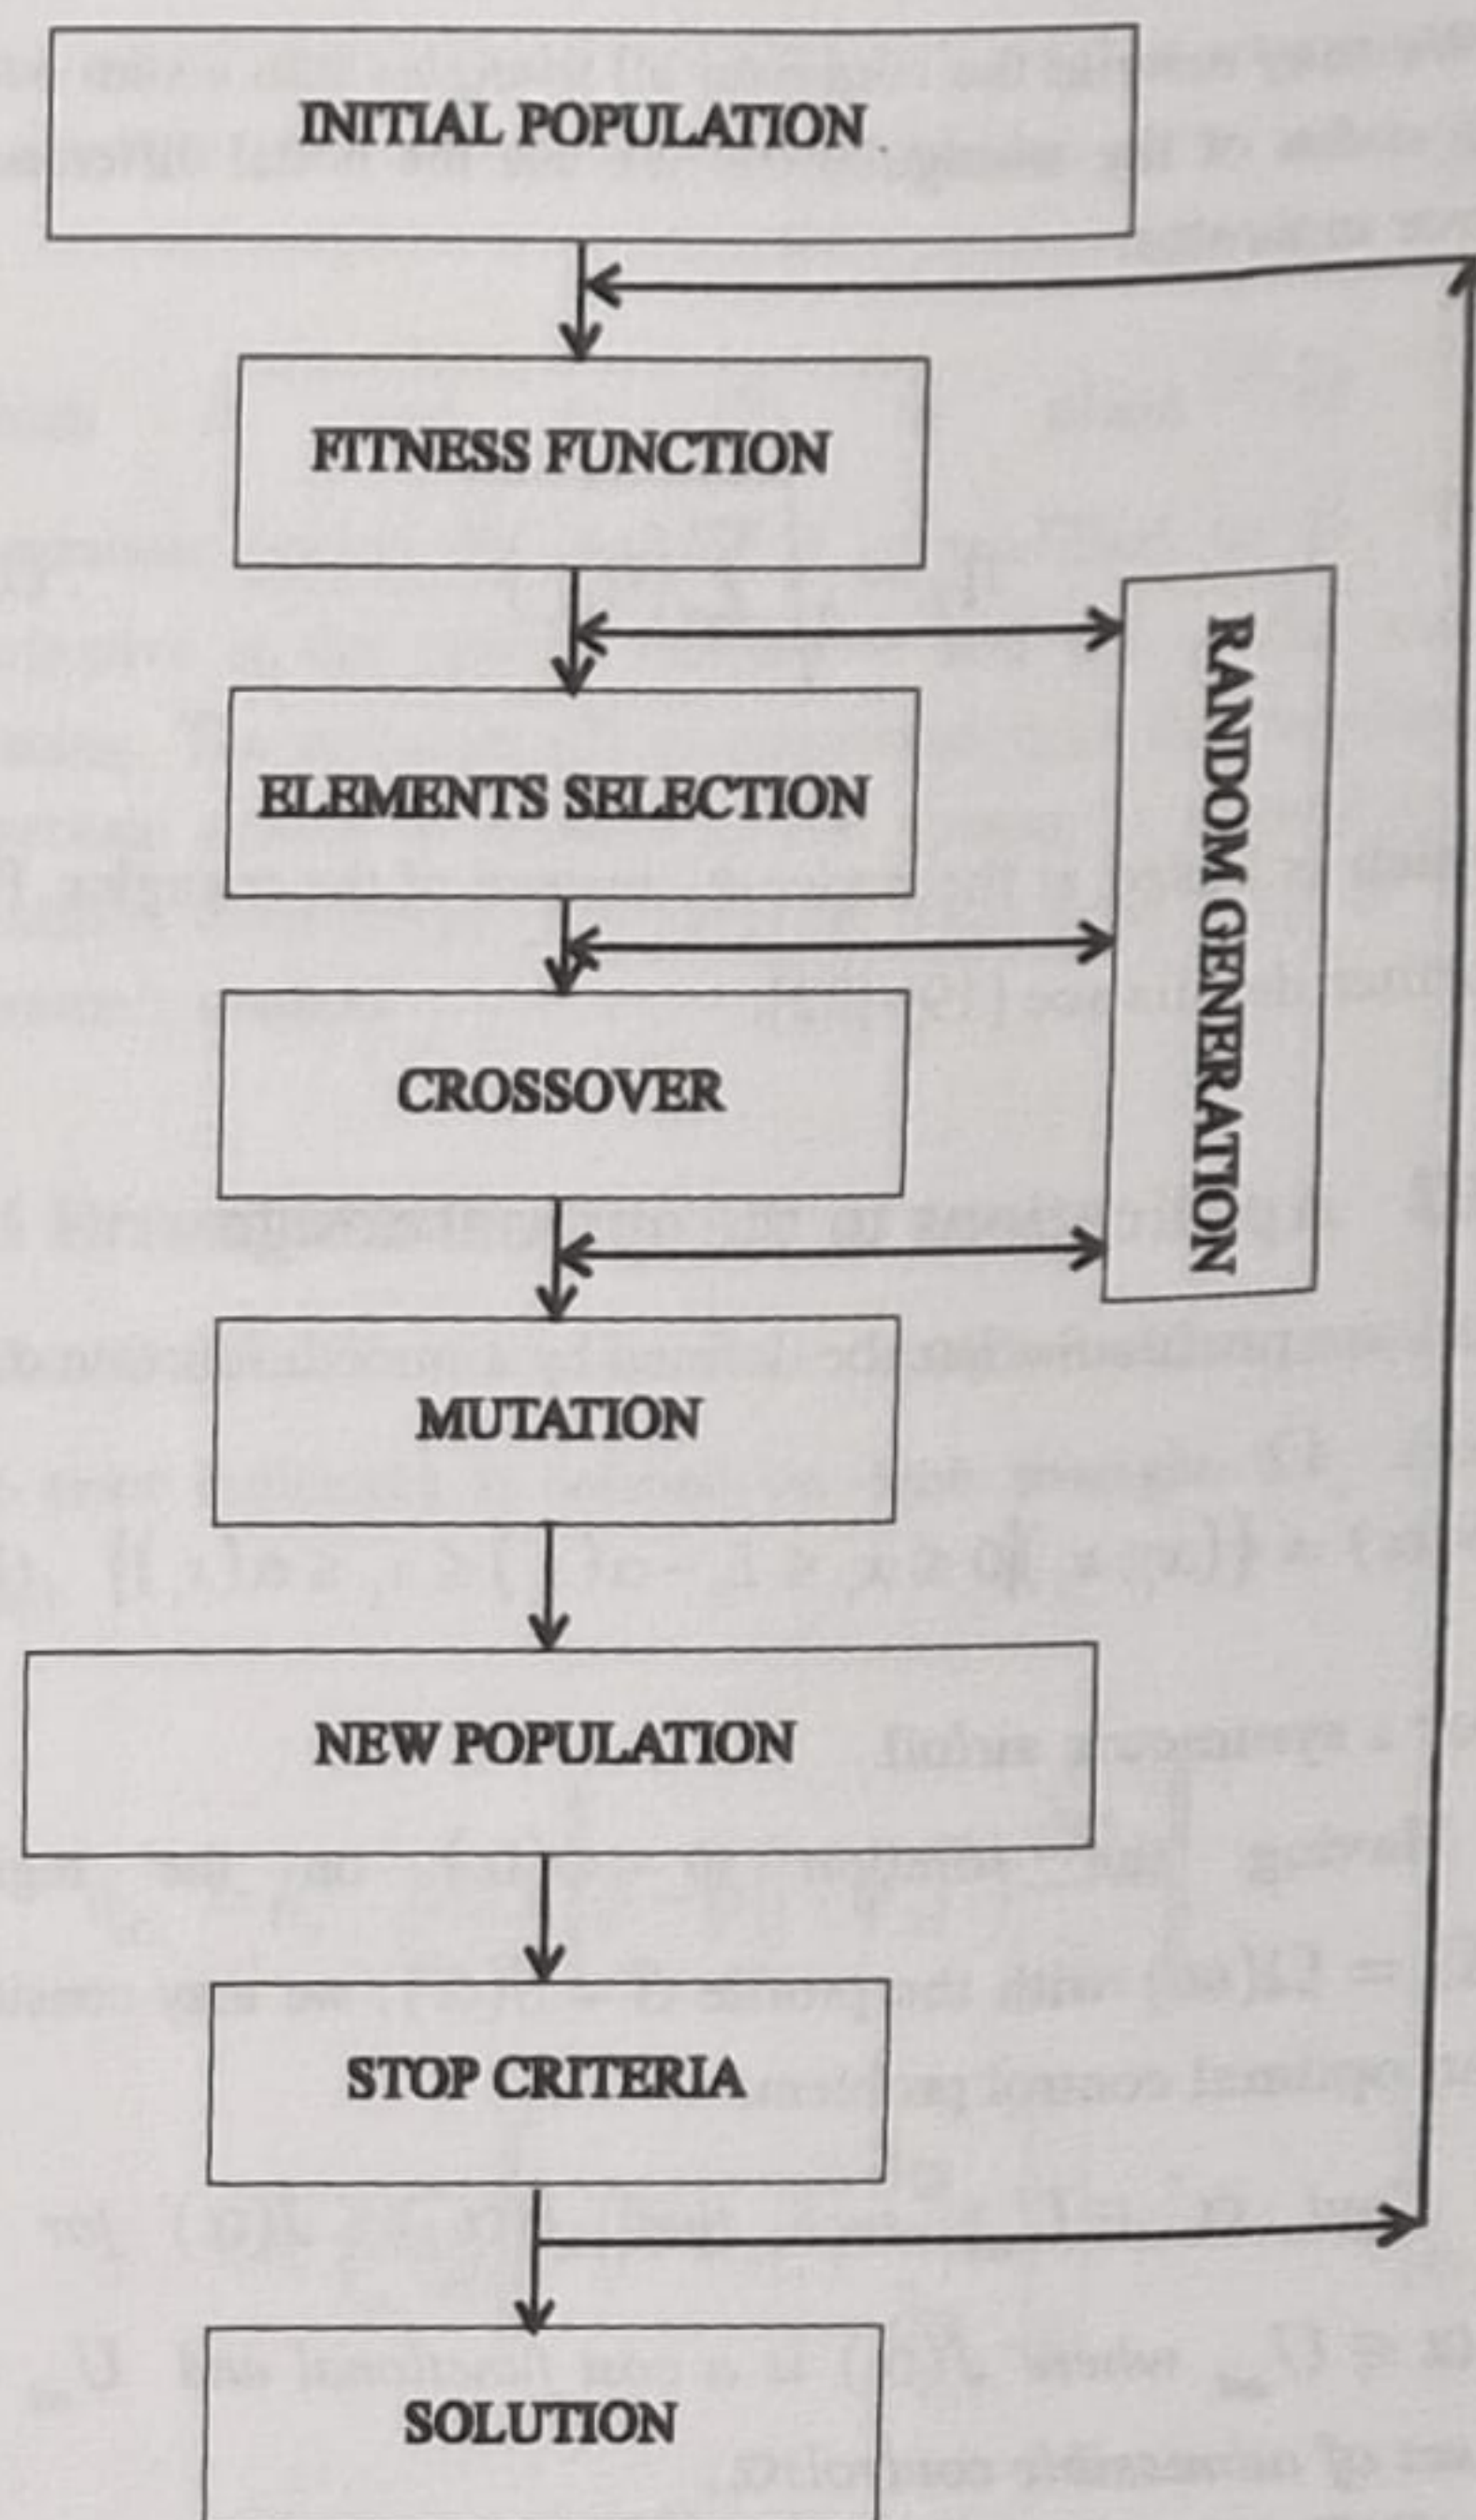 INITIAL POPULATION
FITNESS FUNCTION
ELEMENTS SELECTION
RANDOM GENERATION
CROSSOVER
MUTATION
NEW POPULATION
STOP CRITERIA
SOLUTION